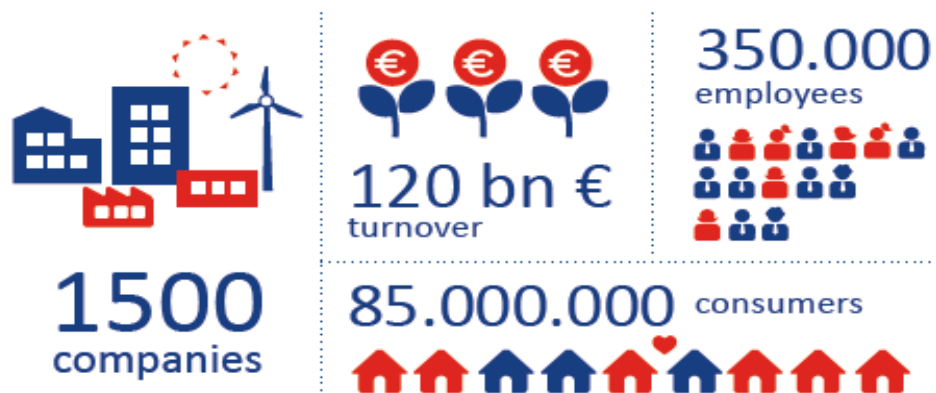 1500
companies
€ € €
120 bn €
turnover
350.000
employees
85.000.000 consumers